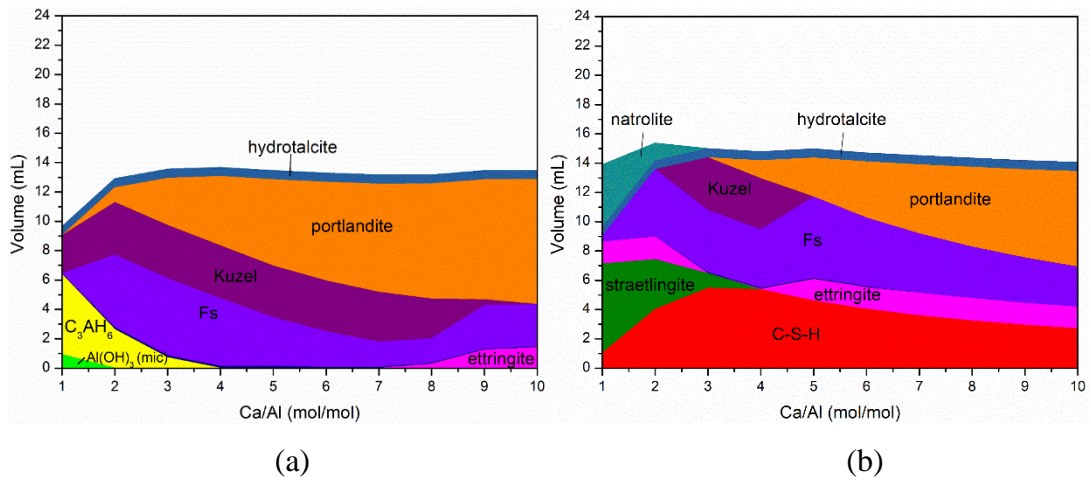 24
22
20
18
16
14
12
10
8
6
4
2
0
Volume (mL)
hydrotalcite
portlandite
Kuzel
Fs
C₃AH₆
Al(OH)₃ (mic)
ettringite
1 2 3 4 5 6 7 8 9 10
Ca/Al (mol/mol)
(a)
24
22
20
18
16
14
12
10
8
6
4
2
0
Volume (mL)
natrolite
hydrotalcite
Kuzel
portlandite
Fs
straetlingite
ettringite
C-S-H
1 2 3 4 5 6 7 8 9 10
Ca/Al (mol/mol)
(b)